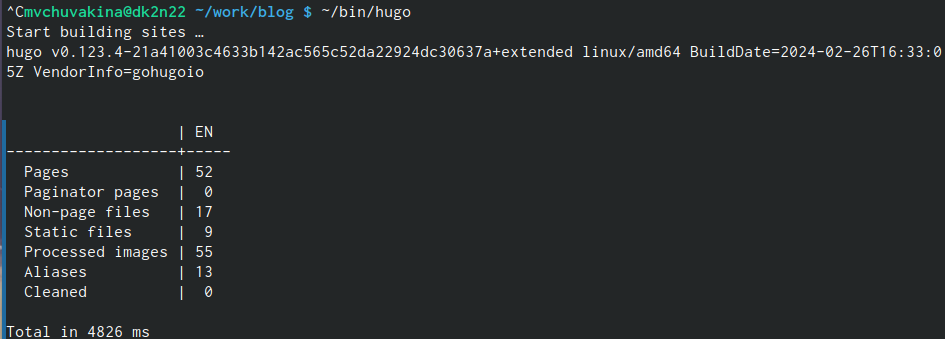 ^Cmvchuvakina@dk2n22 ~/work/blog $ ~/bin/hugo
Start building sites …
hugo v0.123.4-21a41003c4633b142ac565c52da22924dc30637a+extended linux/amd64 BuildDate=2024-02-26T16:33:0
5Z VendorInfo=gohugoio
                   | EN
-------------------+-----
  Pages            | 52
  Paginator pages  |  0
  Non-page files   | 17
  Static files     |  9
  Processed images | 55
  Aliases          | 13
  Cleaned          |  0
Total in 4826 ms